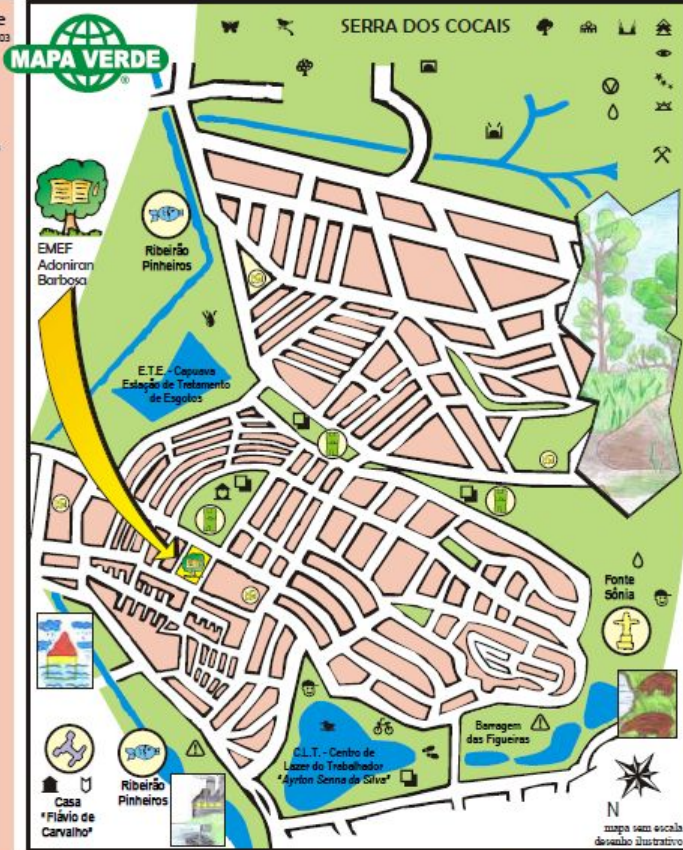 e
03
MAPA VERDE
®
SERRA DOS COCAIS
EMEF
Adoniran
Barbosa
Ribeirão
Pinheiros
E.T.E. - Capuava
Estação de Tratamento
de Esgotos
Fonte
Sônia
Barragem
das Figueiras
C.L.T. - Centro de
Lazer do Trabalhador
"Ayrton Senna da Silva"
Casa
"Flávio de
Carvalho"
Ribeirão
Pinheiros
N
mapa sem escala
desenho ilustrativo